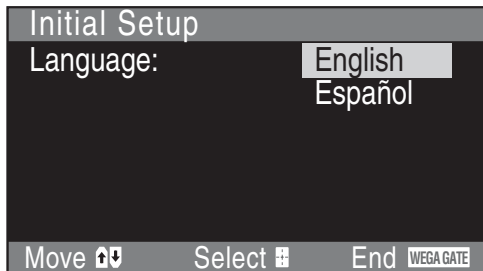 Initial Setup
Language: English
Español
Move Select End WEGA GATE